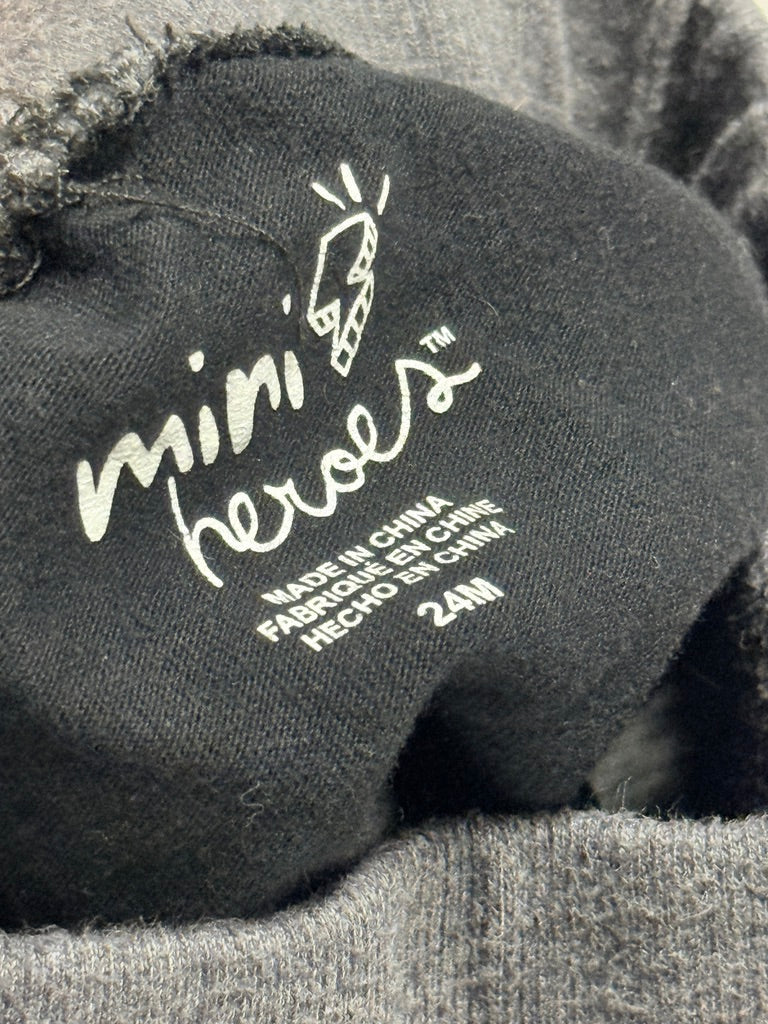 mini
heroes™
MADE IN CHINA
FABRIQUÉ EN CHINE
HECHO EN CHINA
24M